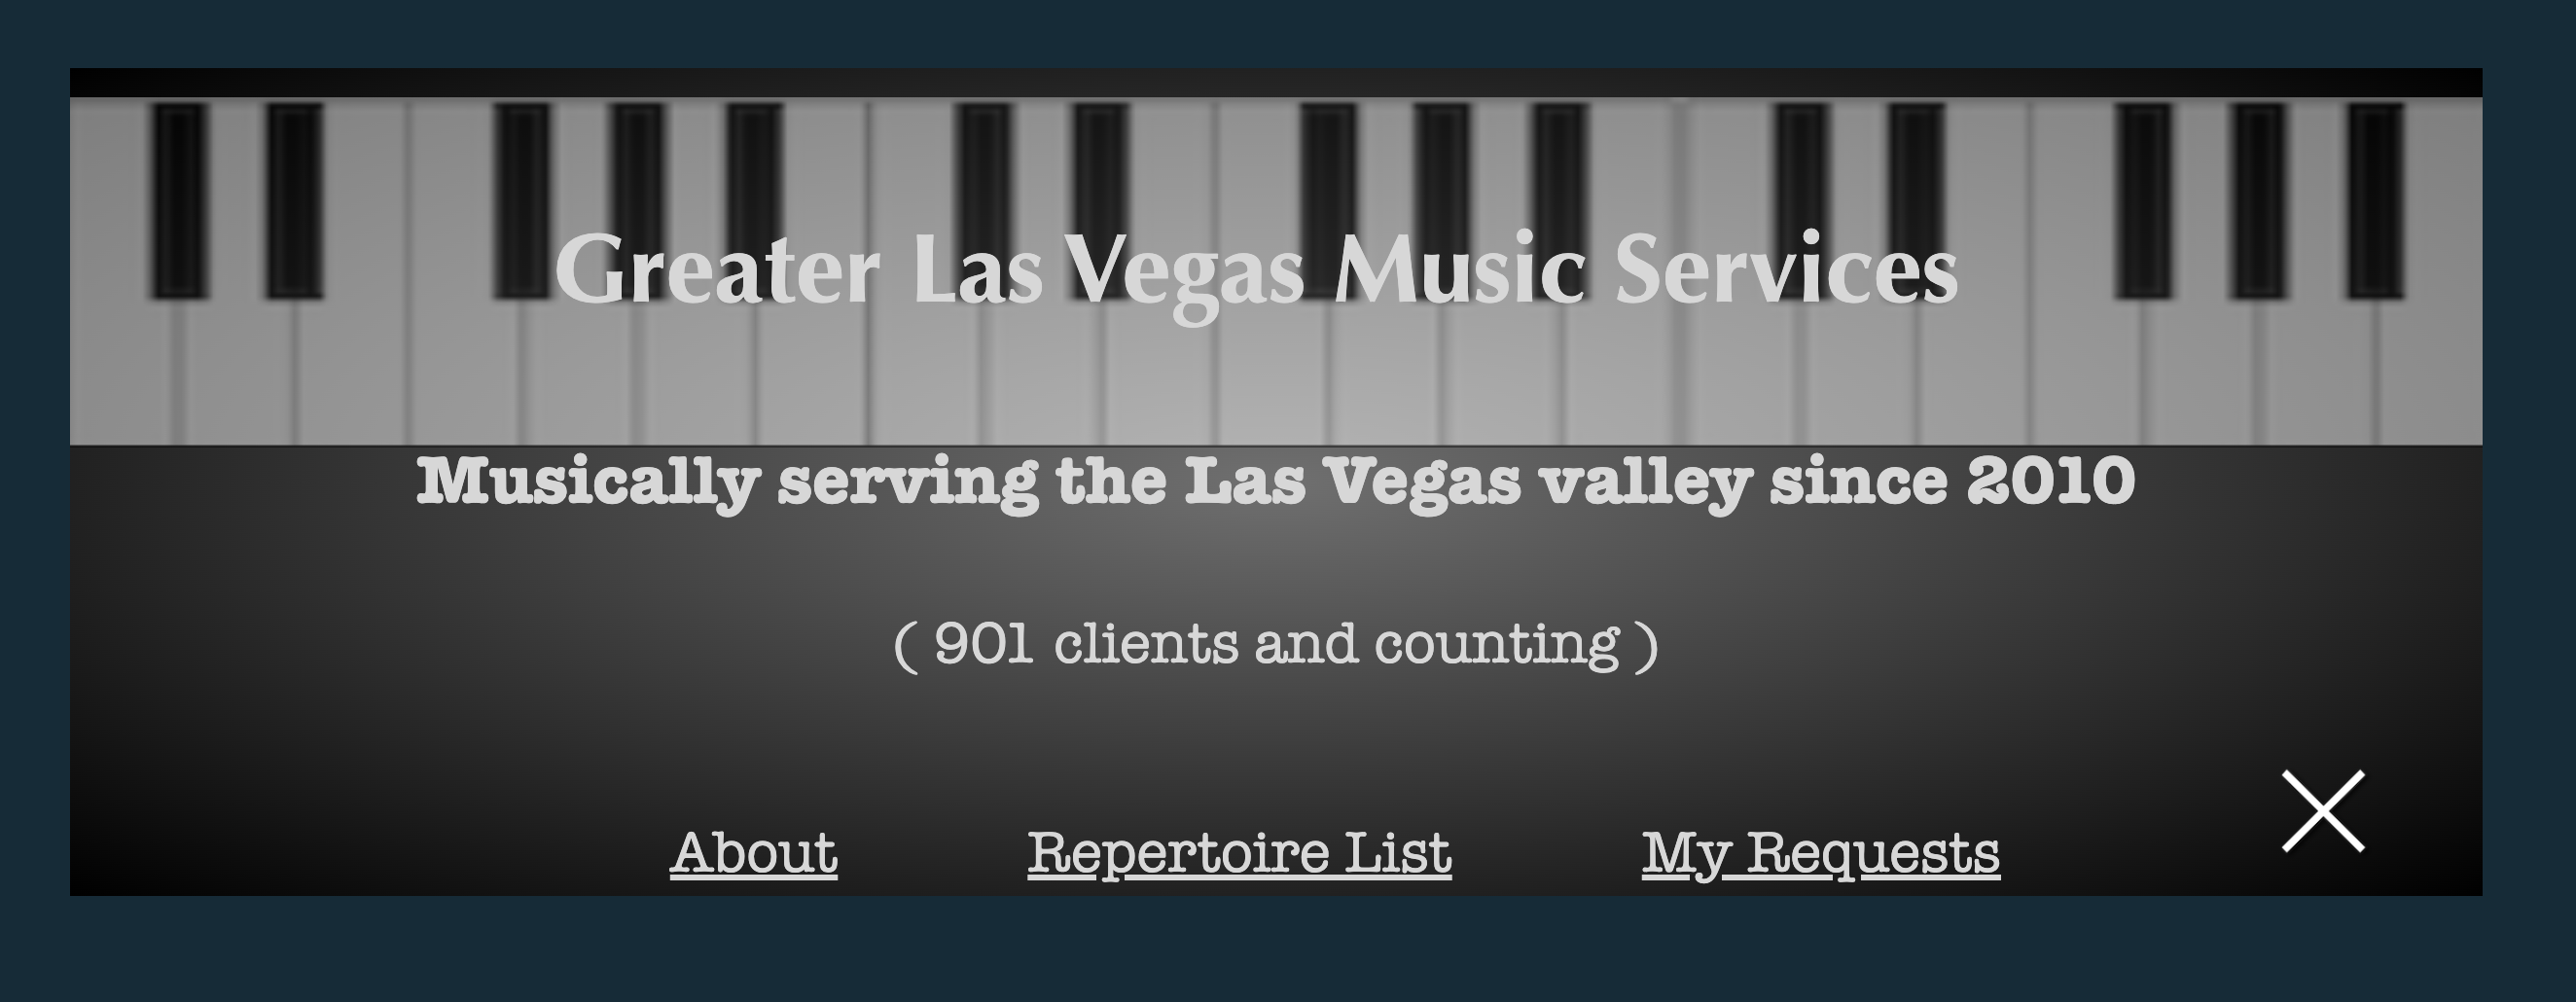 Greater Las Vegas Music Services
Musically serving the Las Vegas valley since 2010
( 901 clients and counting )
About Repertoire List My Requests